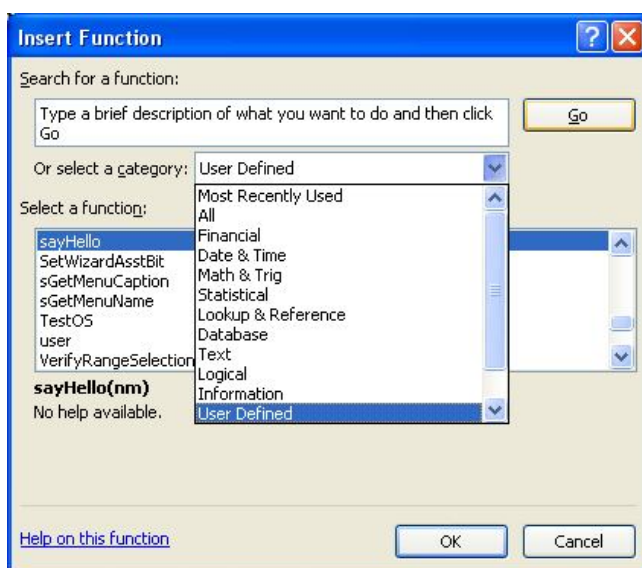 Insert Function
Search for a function:
Type a brief description of what you want to do and then click
Go
Go
Or select a category: User Defined
Most Recently Used
All
Financial
Date & Time
Math & Trig
Statistical
Lookup & Reference
Database
Text
Logical
Information
User Defined
Select a function:
sayHello
SetWizardAsstBit
sGetMenuCaption
sGetMenuName
TestOS
user
VerifyRangeSelection
sayHello(nm)
No help available.
Help on this function
OK
Cancel